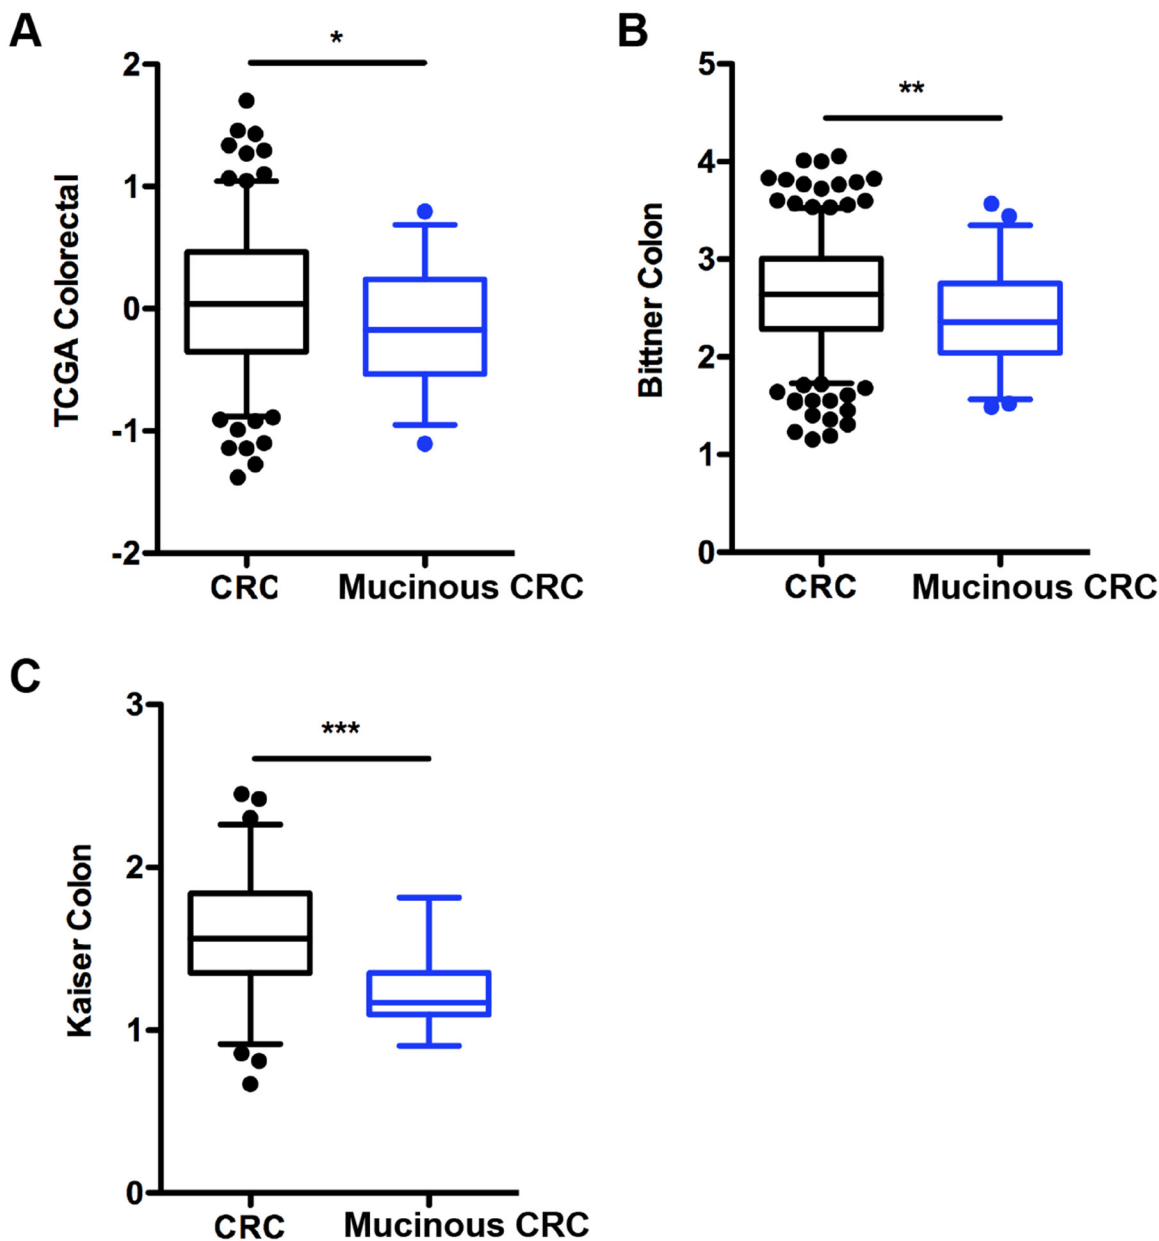 A
*
TCGA Colorectal
2
1
0
-1
-2
CRC
Mucinous CRC
B
**
Bittner Colon
5
4
3
2
1
0
CRC
Mucinous CRC
C
***
Kaiser Colon
3
2
1
0
CRC
Mucinous CRC